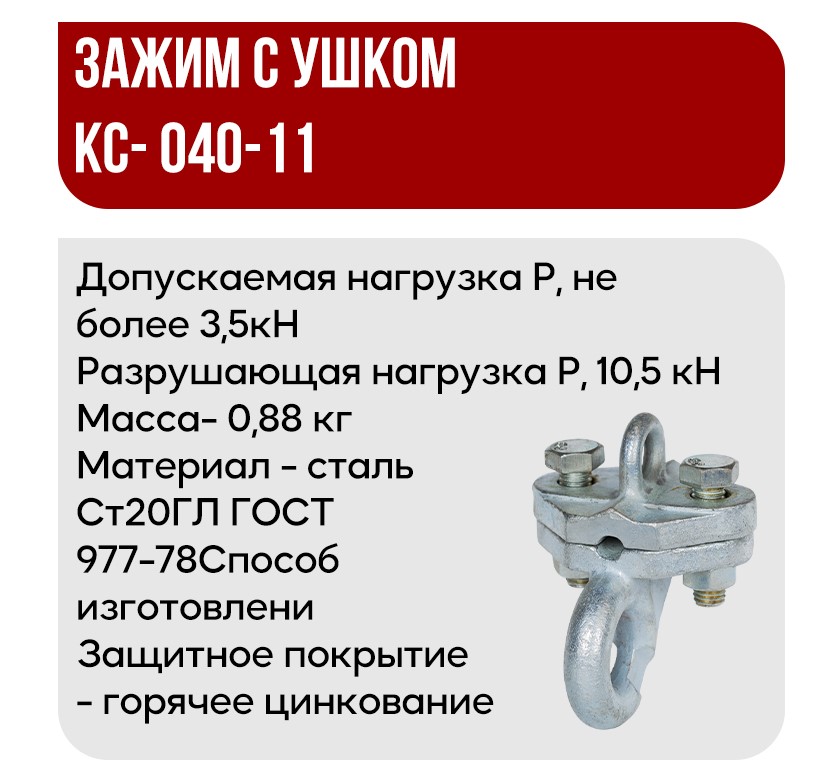 ЗАЖИМ С УШКОМ
КС- 040-11
Допускаемая нагрузка Р, не
более 3,5кН
Разрушающая нагрузка Р, 10,5 кН
Масса- 0,88 кг
Материал - сталь
Ст20ГЛ ГОСТ
977-78Способ
изготовлени
Защитное покрытие
- горячее цинкование